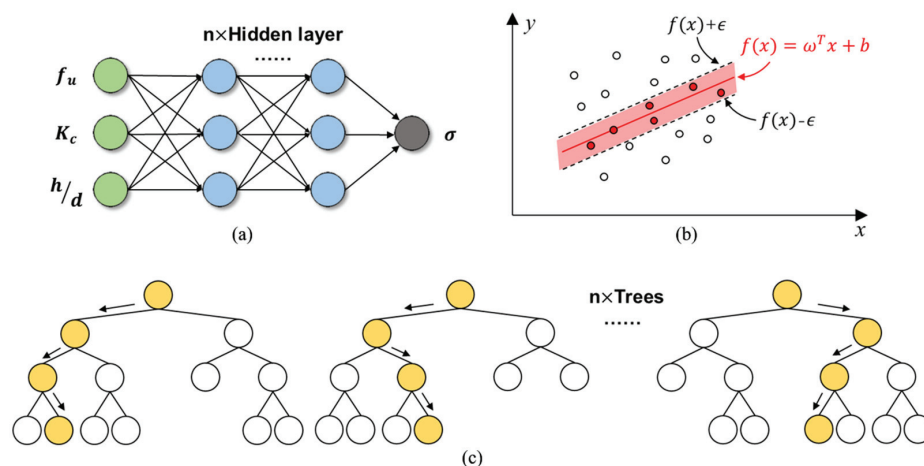 n×Hidden layer
......
f_u
K_c
h/d
σ
(a)
y
f(x)+ϵ
f(x) = ω^T x + b
f(x)-ϵ
x
(b)
n×Trees
......
(c)